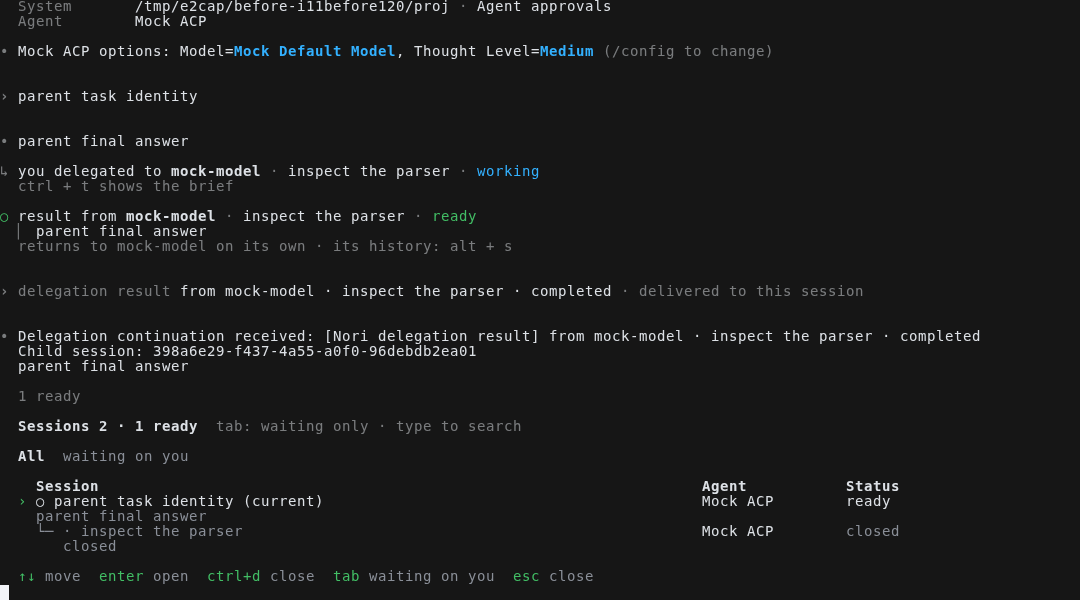 System /tmp/e2cap/before-i11before120/proj · Agent approvals
Agent Mock ACP
• Mock ACP options: Model=Mock Default Model, Thought Level=Medium (/config to change)
› parent task identity
• parent final answer
↳ you delegated to mock-model · inspect the parser · working
ctrl + t shows the brief
○ result from mock-model · inspect the parser · ready
│ parent final answer
returns to mock-model on its own · its history: alt + s
› delegation result from mock-model · inspect the parser · completed · delivered to this session
• Delegation continuation received: [Nori delegation result] from mock-model · inspect the parser · completed
Child session: 398a6e29-f437-4a55-a0f0-96debdb2ea01
parent final answer
1 ready
Sessions 2 · 1 ready tab: waiting only · type to search
All waiting on you
Session Agent Status
› ○ parent task identity (current) Mock ACP ready
parent final answer
└─ · inspect the parser Mock ACP closed
closed
↑↓ move enter open ctrl+d close tab waiting on you esc close